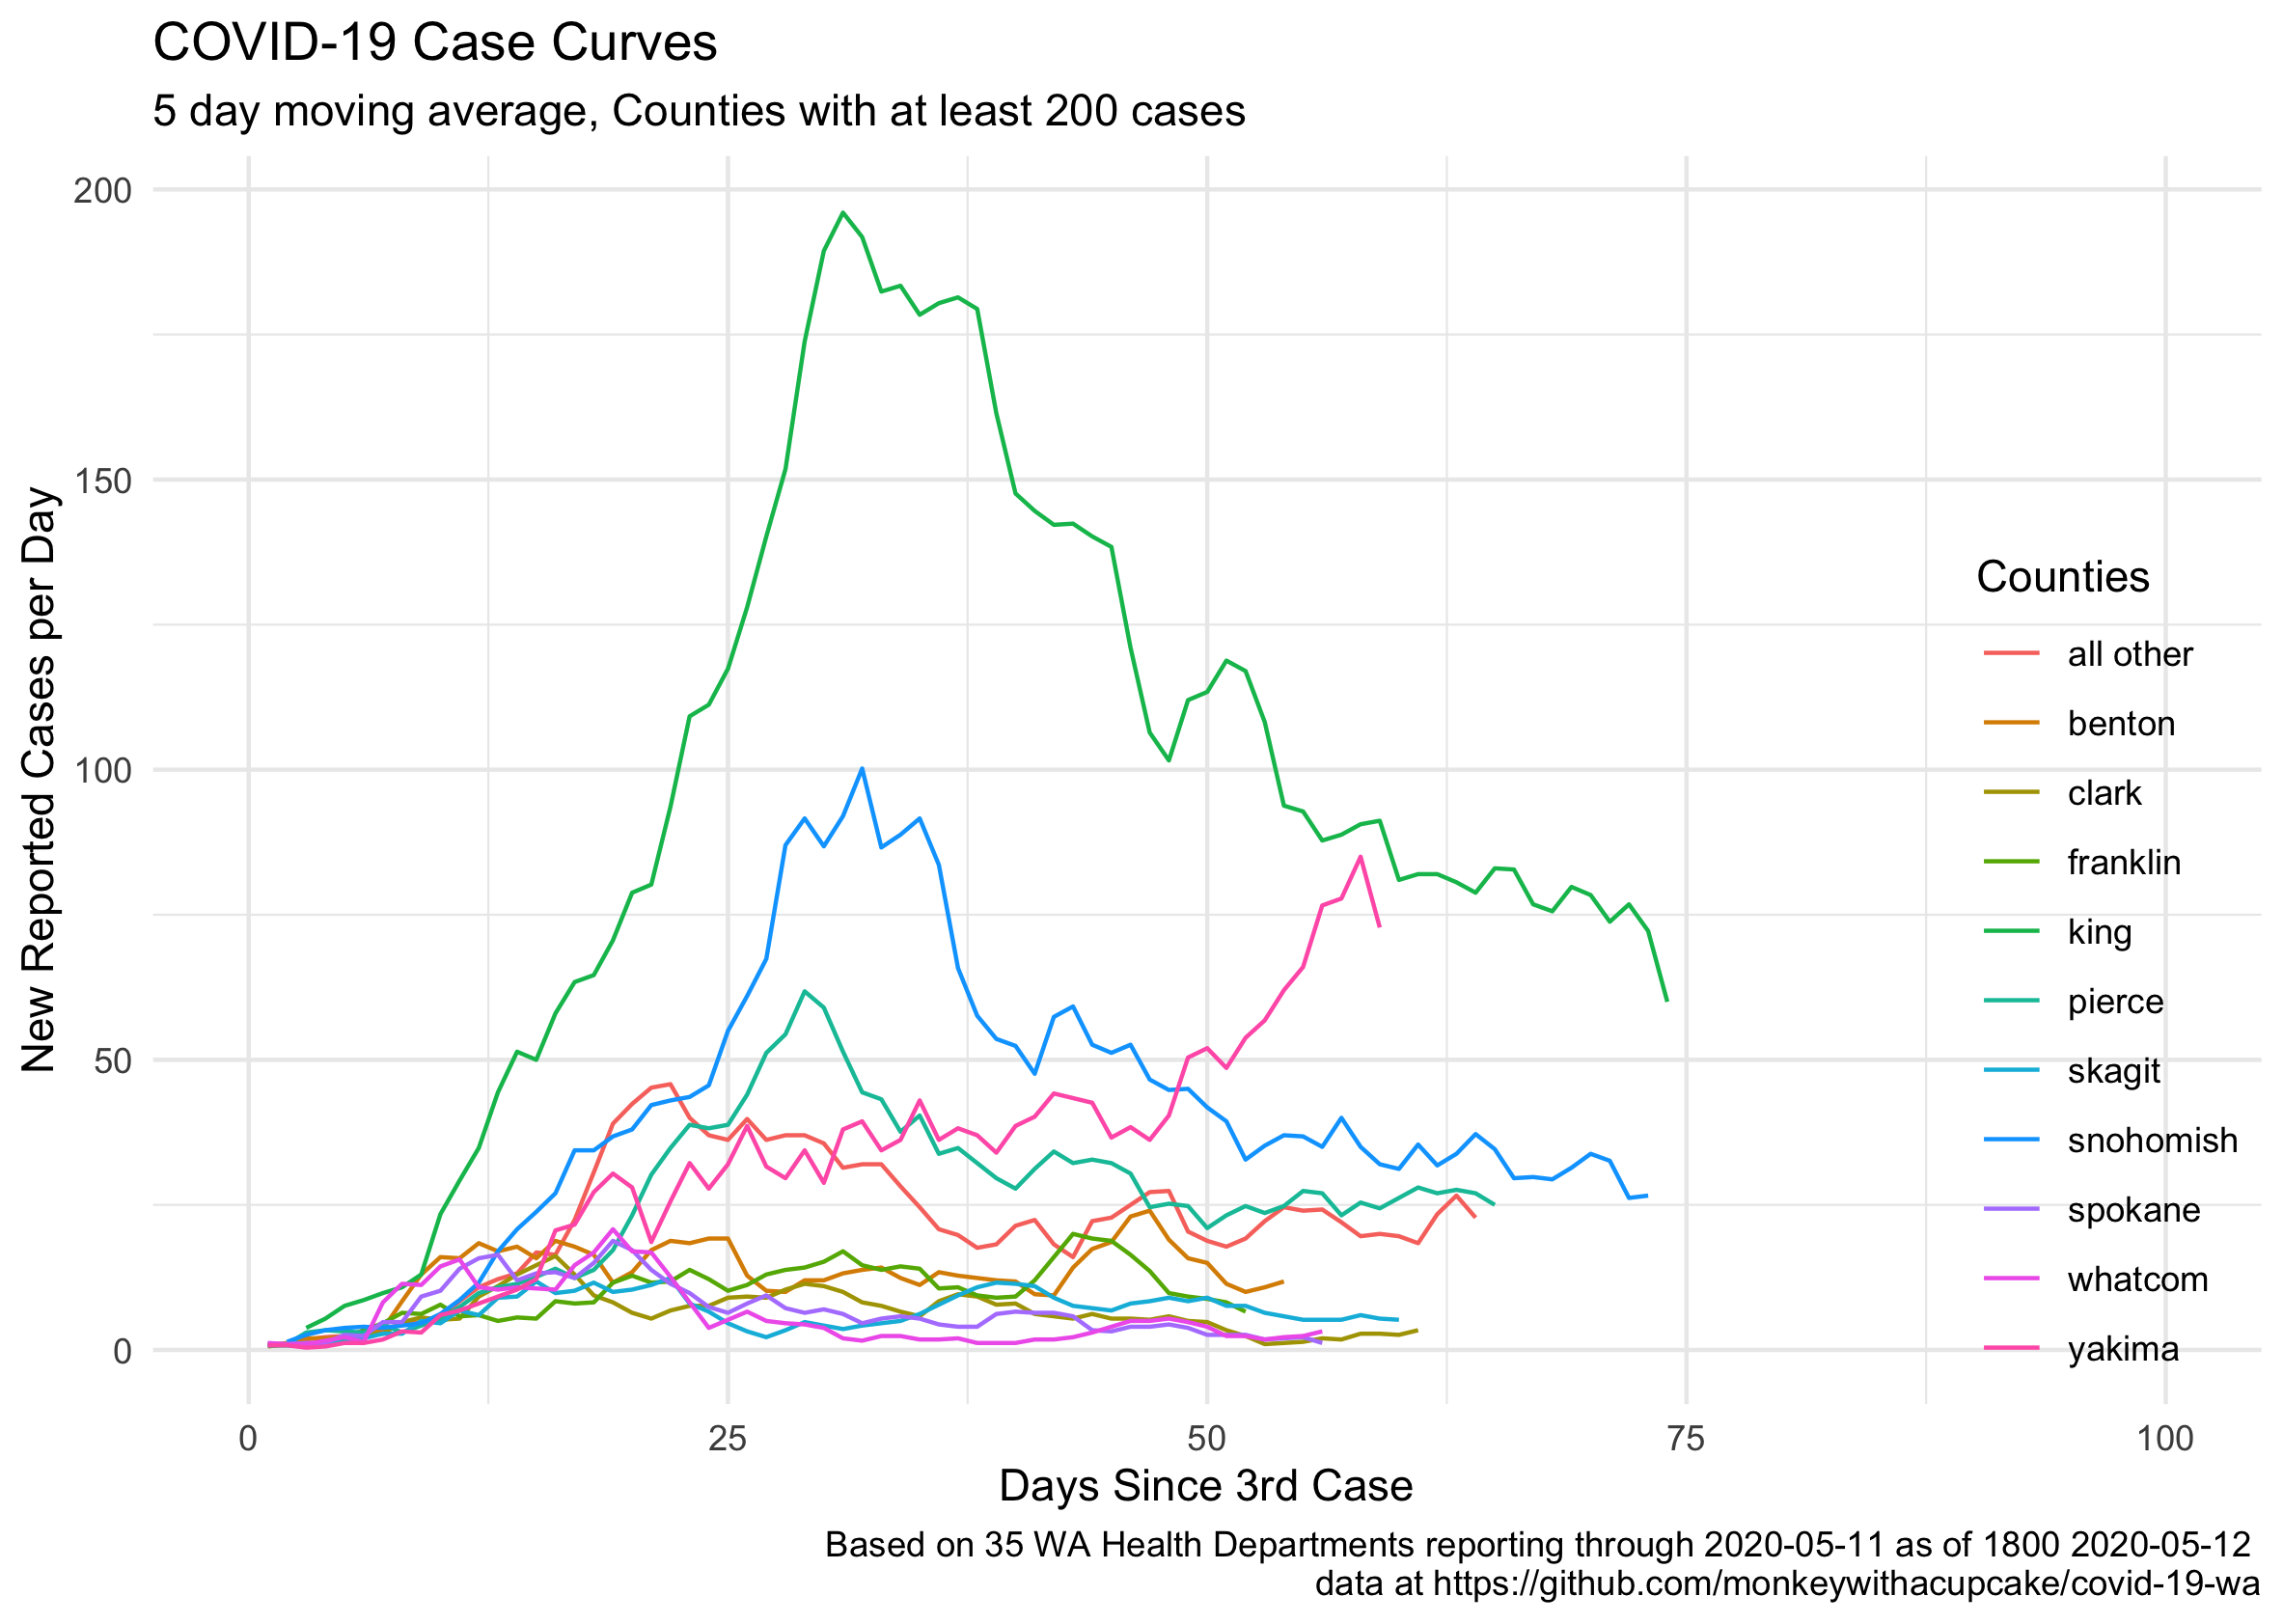 COVID-19 Case Curves
5 day moving average, Counties with at least 200 cases
New Reported Cases per Day
200
150
100
50
0
0
25
50
75
100
Days Since 3rd Case
Counties
all other
benton
clark
franklin
king
pierce
skagit
snohomish
spokane
whatcom
yakima
Based on 35 WA Health Departments reporting through 2020-05-11 as of 1800 2020-05-12
data at https://github.com/monkeywithacupcake/covid-19-wa